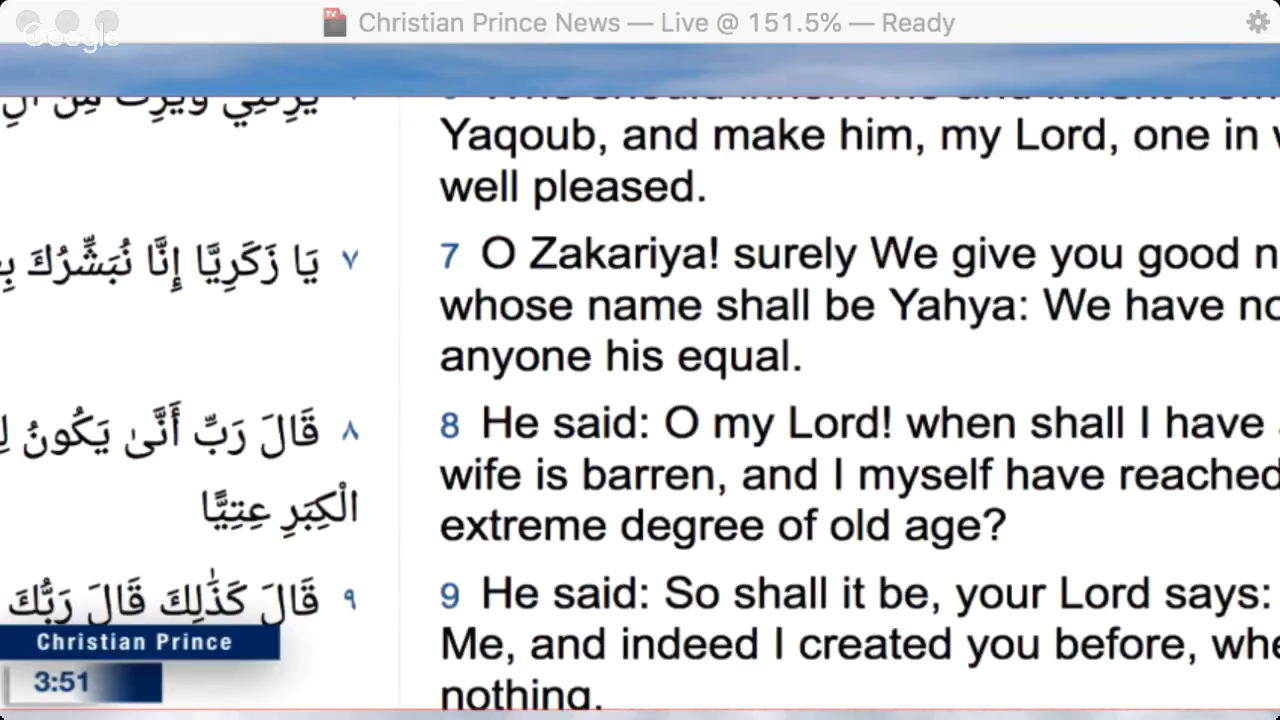 Google
Christian Prince News — Live @ 151.5% — Ready
Yaqoub, and make him, my Lord, one in
well pleased.
يَا زَكَرِيَّا إِنَّا نُبَشِّرُكَ ٧
7 O Zakariya! surely We give you good
whose name shall be Yahya: We have
anyone his equal.
قَالَ رَبِّ أَنَّىٰ يَكُونُ ٨
الْكِبَرِ عِتِيًّا
8 He said: O my Lord! when shall I have
wife is barren, and I myself have reached
extreme degree of old age?
قَالَ كَذَٰلِكَ قَالَ رَبُّكَ ٩
9 He said: So shall it be, your Lord says:
Me, and indeed I created you before,
nothing.
Christian Prince
3:51